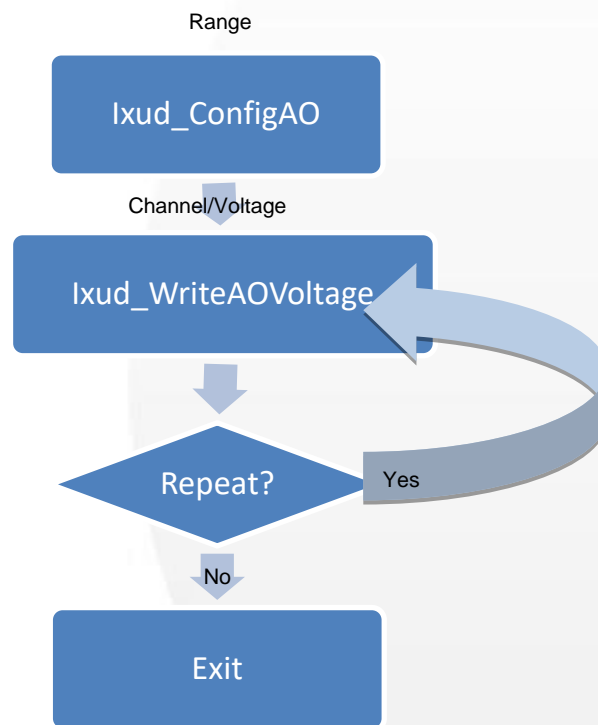 Range
Ixud_ConfigAO
Channel/Voltage
Ixud_WriteAOVoltage
Repeat?
Yes
No
Exit